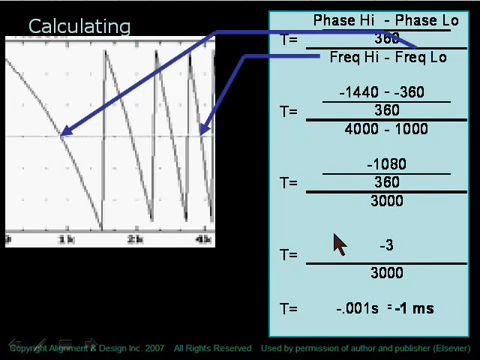 Calculating
Phase Hi - Phase Lo
T=
360
Freq Hi - Freq Lo
-1440 - -360
T=
360
4000 - 1000
-1080
T=
360
3000
-3
T=
3000
T= -.001s = -1 ms
1k 2k 4k
Copyright Alignment & Design Inc. 2007 All Rights Reserved Used by permission of author and publisher (Elsevier)